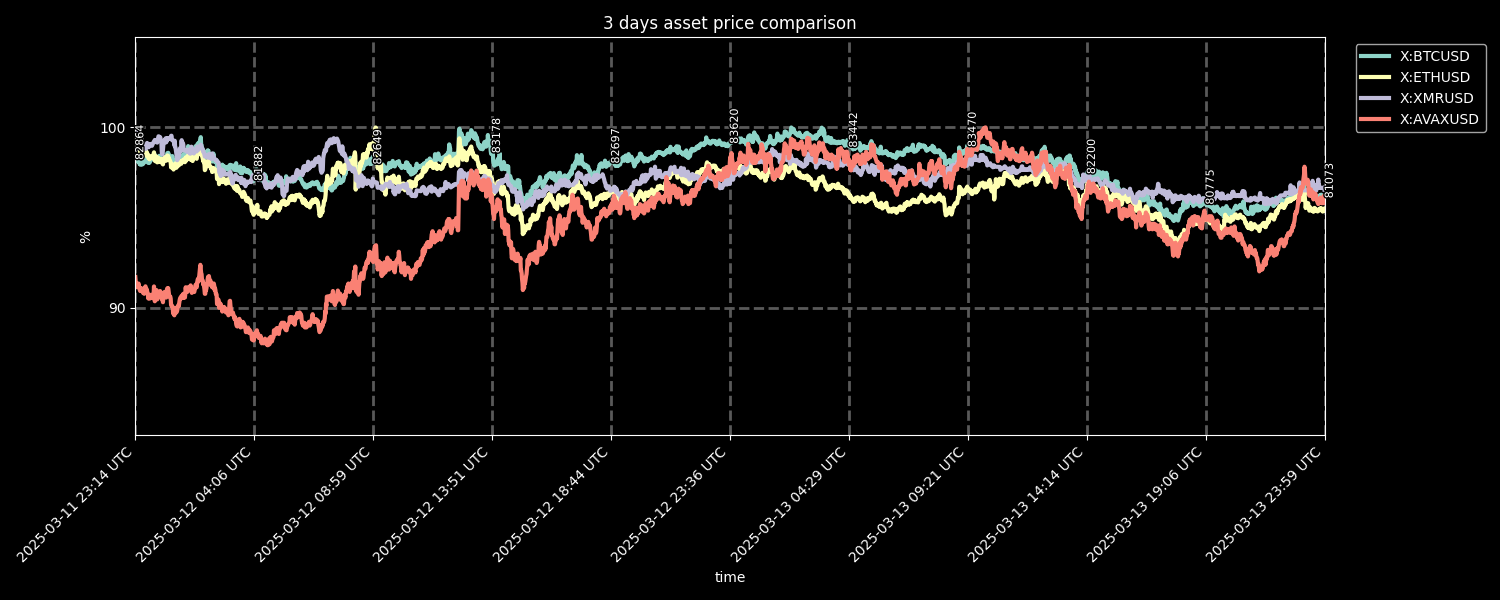 3 days asset price comparison
X:BTCUSD
X:ETHUSD
X:XMRUSD
X:AVAXUSD
100
90
%
82864
81882
82649
83178
82697
83620
83442
83470
82200
80775
81073
2025-03-11 23:14 UTC
2025-03-12 04:06 UTC
2025-03-12 08:59 UTC
2025-03-12 13:51 UTC
2025-03-12 18:44 UTC
2025-03-12 23:36 UTC
2025-03-13 04:29 UTC
2025-03-13 09:21 UTC
2025-03-13 14:14 UTC
2025-03-13 19:06 UTC
2025-03-13 23:59 UTC
time